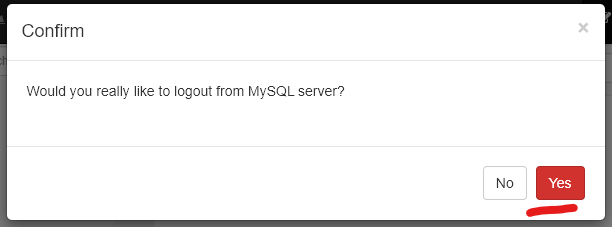 Confirm
×
Would you really like to logout from MySQL server?
No
Yes